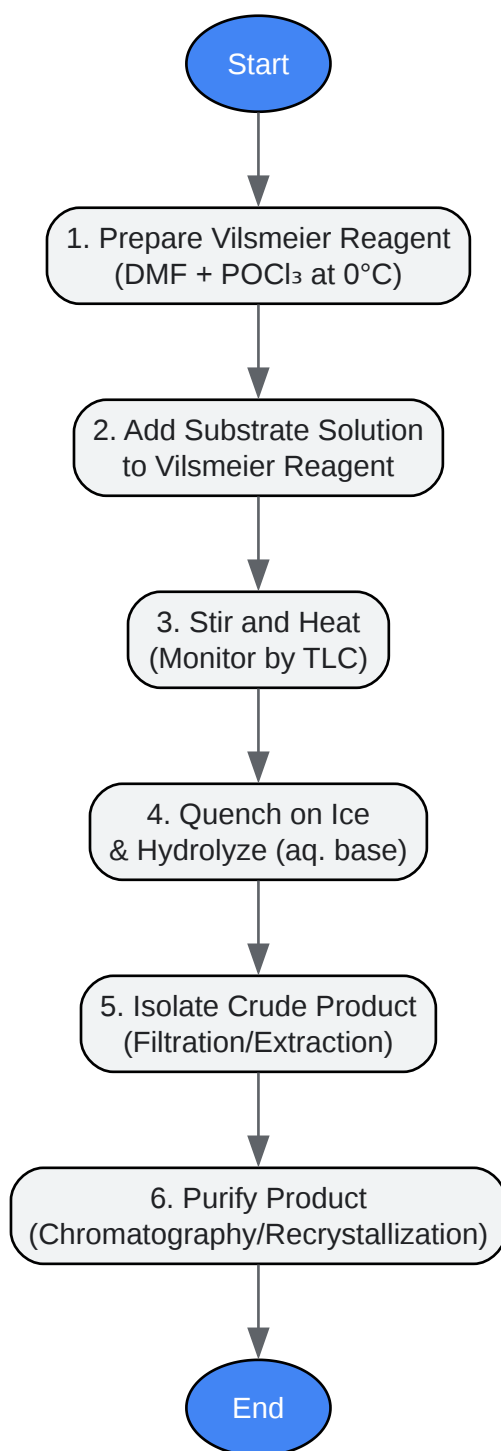 Start
1. Prepare Vilsmeier Reagent
(DMF + POCl₃ at 0°C)
2. Add Substrate Solution
to Vilsmeier Reagent
3. Stir and Heat
(Monitor by TLC)
4. Quench on Ice
& Hydrolyze (aq. base)
5. Isolate Crude Product
(Filtration/Extraction)
6. Purify Product
(Chromatography/Recrystallization)
End